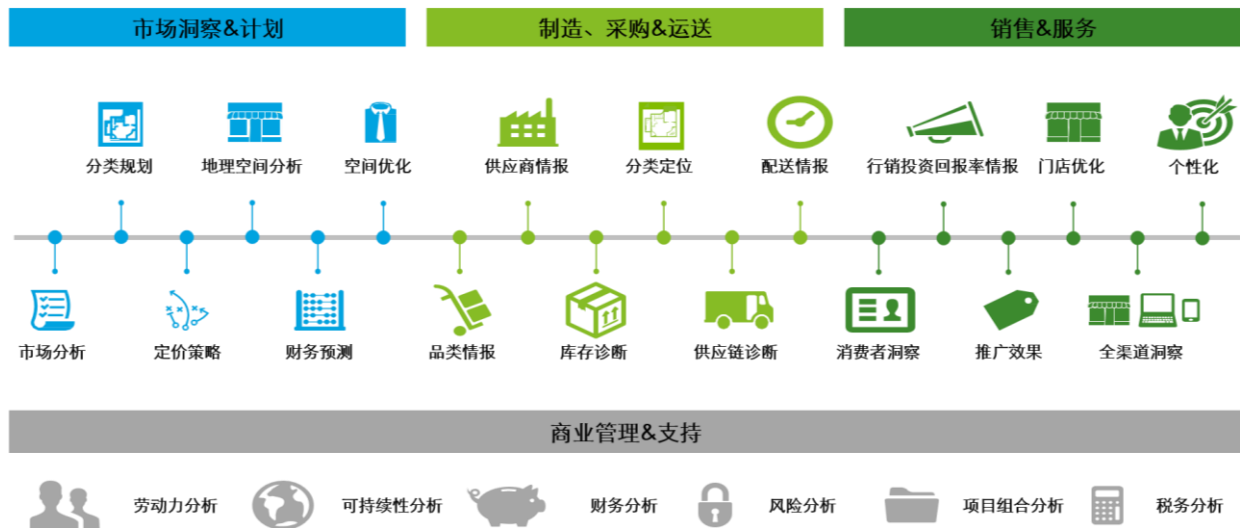 市场洞察&计划
制造、采购&运送
销售&服务
分类规划
地理空间分析
空间优化
供应商情报
分类定位
配送情报
行销投资回报率情报
门店优化
个性化
市场分析
定价策略
财务预测
品类情报
库存诊断
供应链诊断
消费者洞察
推广效果
全渠道洞察
商业管理&支持
劳动力分析
可持续性分析
财务分析
风险分析
项目组合分析
税务分析